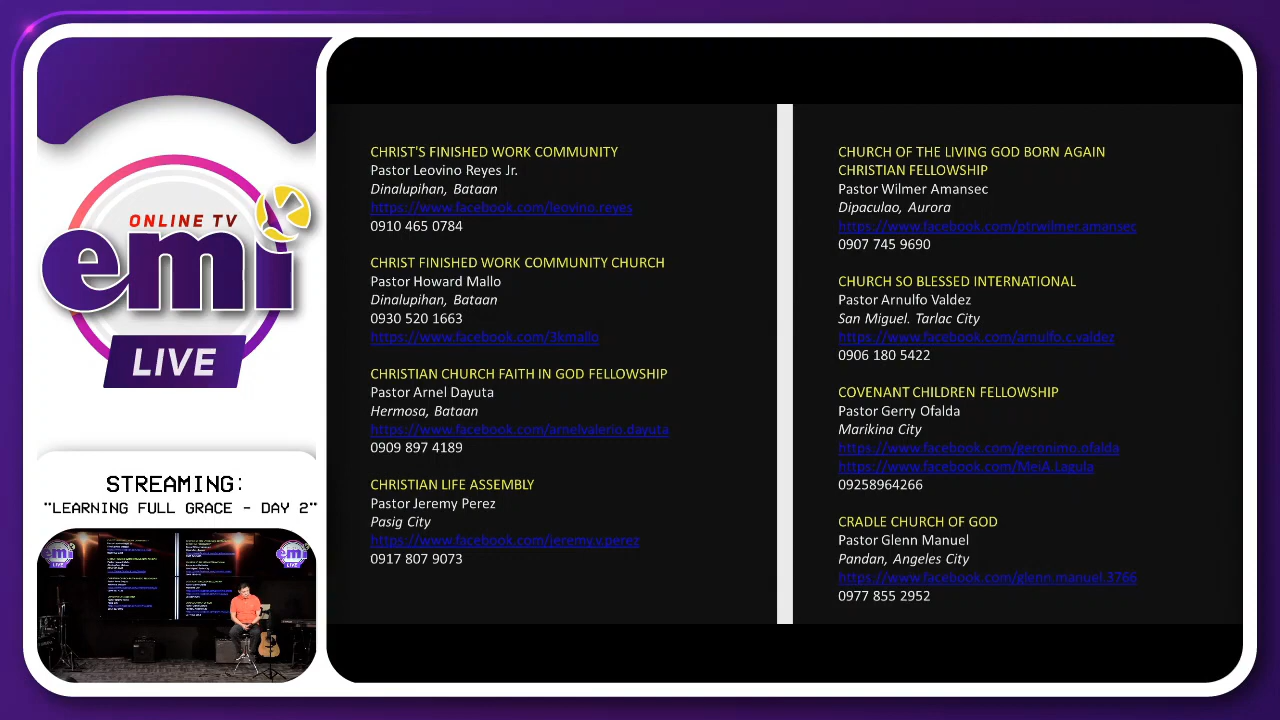 ONLINE TV
emi
LIVE
STREAMING:
"LEARNING FULL GRACE - DAY 2"
CHRIST'S FINISHED WORK COMMUNITY
Pastor Leovino Reyes Jr.
Dinalupihan, Bataan
https://www.facebook.com/leovino.reyes
0910 465 0784
CHRIST FINISHED WORK COMMUNITY CHURCH
Pastor Howard Mallo
Dinalupihan, Bataan
0930 520 1663
https://www.facebook.com/3kmallo
CHRISTIAN CHURCH FAITH IN GOD FELLOWSHIP
Pastor Arnel Dayuta
Hermosa, Bataan
https://www.facebook.com/arnelvalerio.dayuta
0909 897 4189
CHRISTIAN LIFE ASSEMBLY
Pastor Jeremy Perez
Pasig City
https://www.facebook.com/jeremy.v.perez
0917 807 9073
CHURCH OF THE LIVING GOD BORN AGAIN
CHRISTIAN FELLOWSHIP
Pastor Wilmer Amansec
Dipaculao, Aurora
https://www.facebook.com/ptrwilmer.amansec
0907 745 9690
CHURCH SO BLESSED INTERNATIONAL
Pastor Arnulfo Valdez
San Miguel. Tarlac City
https://www.facebook.com/arnulfo.c.valdez
0906 180 5422
COVENANT CHILDREN FELLOWSHIP
Pastor Gerry Ofalda
Marikina City
https://www.facebook.com/geronimo.ofalda
https://www.facebook.com/MeiA.Lagula
09258964266
CRADLE CHURCH OF GOD
Pastor Glenn Manuel
Pandan, Angeles City
https://www.facebook.com/glenn.manuel.3766
0977 855 2952